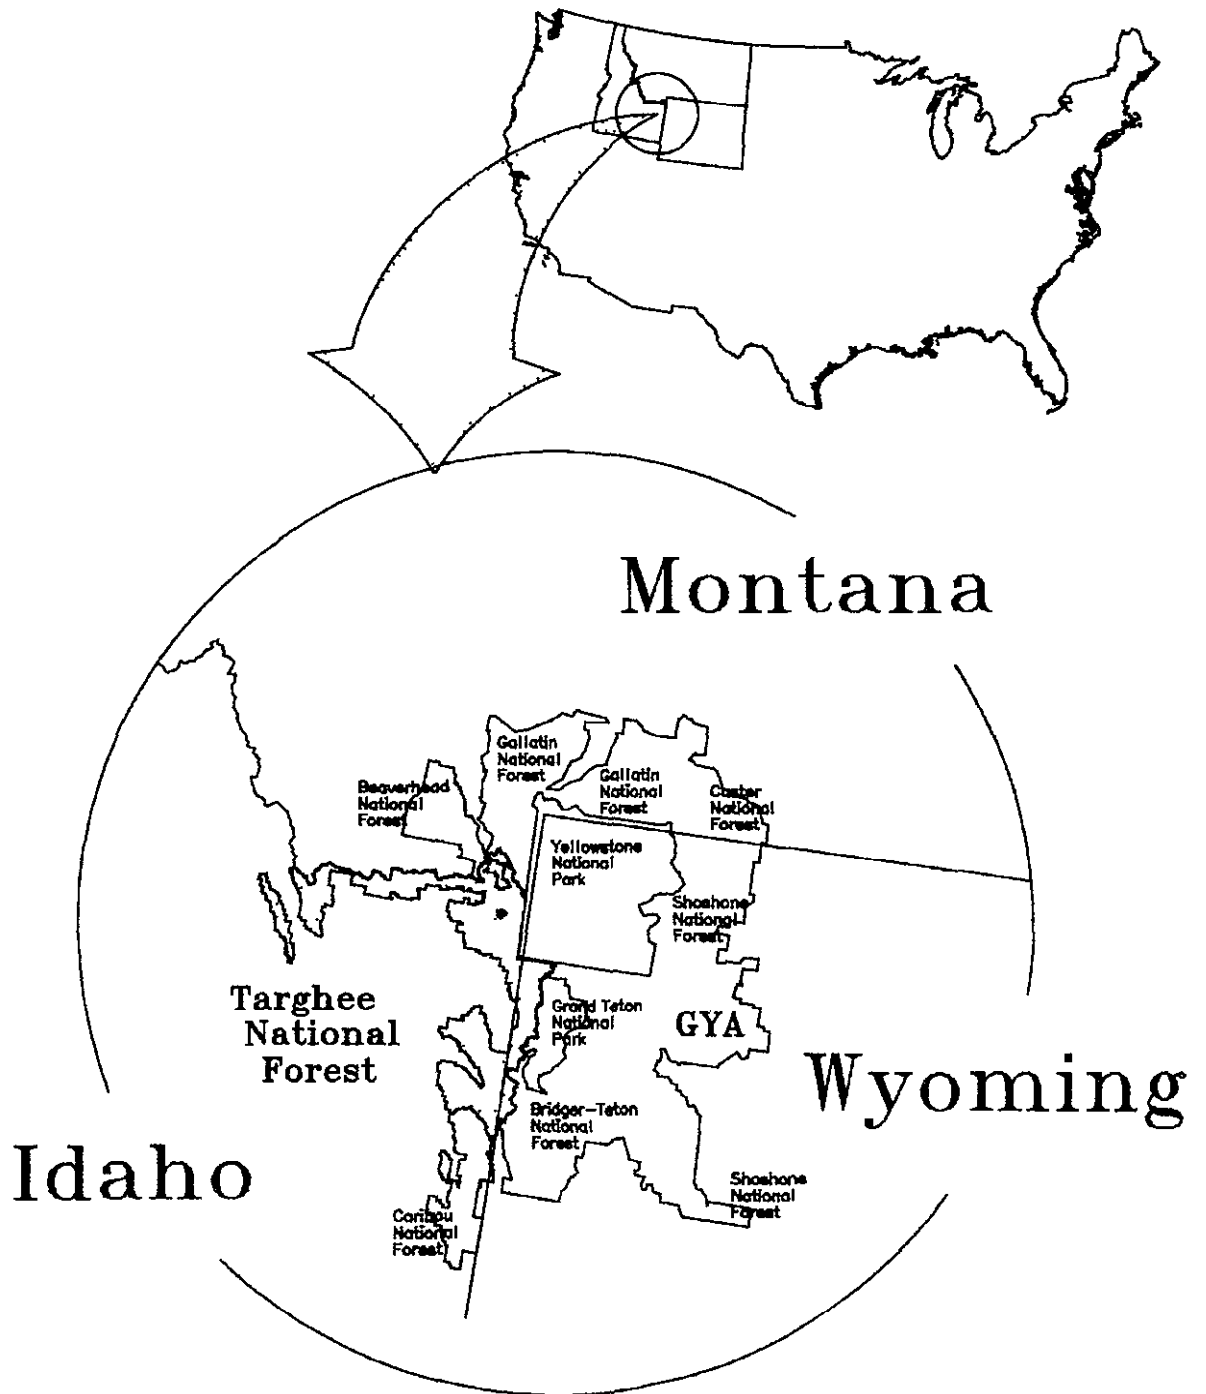 Montana
Gallatin
National
Forest
Gallatin
National
Forest
Beaverhead
National
Forest
Custer
National
Forest
Yellowstone
National
Park
Shoshone
National
Forest
Targhee
National
Forest
Grand Teton
National
Park
GYA
Wyoming
Bridger-Teton
National
Forest
Idaho
Shoshone
National
Forest
Caribou
National
Forest